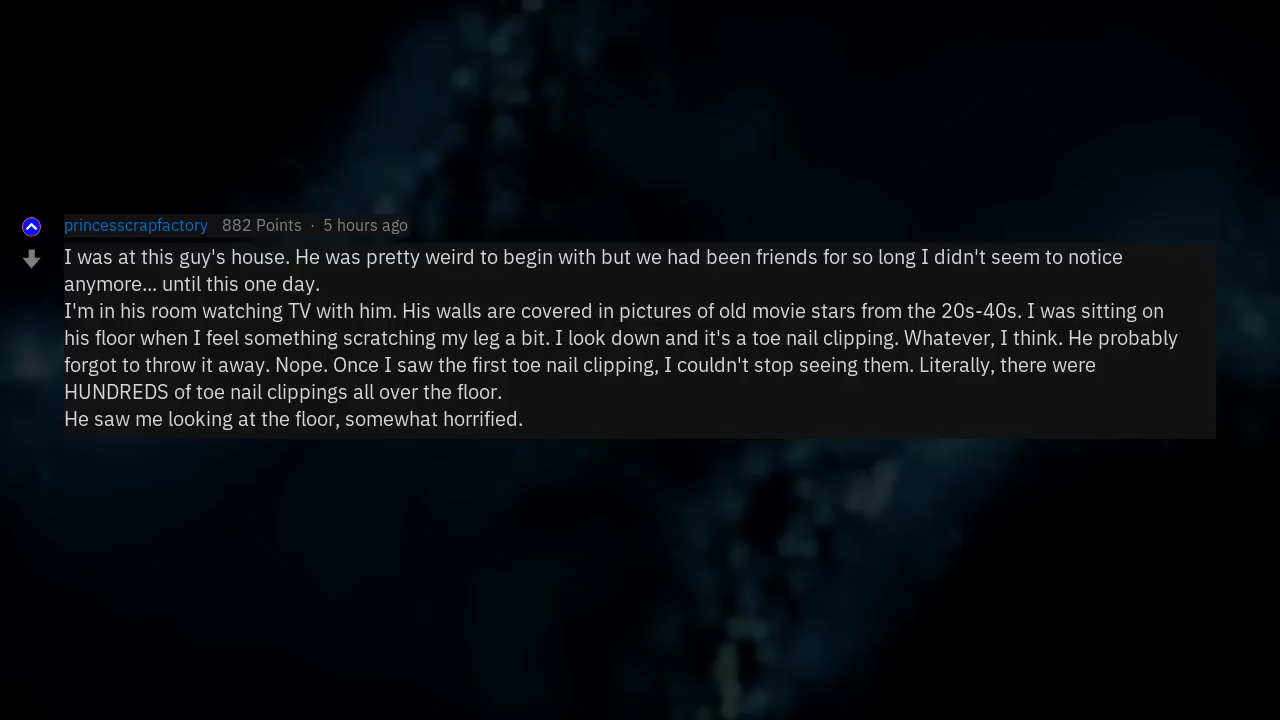 princesscrapfactory 882 Points · 5 hours ago
I was at this guy's house. He was pretty weird to begin with but we had been friends for so long I didn't seem to notice
anymore... until this one day.
I'm in his room watching TV with him. His walls are covered in pictures of old movie stars from the 20s-40s. I was sitting on
his floor when I feel something scratching my leg a bit. I look down and it's a toe nail clipping. Whatever, I think. He probably
forgot to throw it away. Nope. Once I saw the first toe nail clipping, I couldn't stop seeing them. Literally, there were
HUNDREDS of toe nail clippings all over the floor.
He saw me looking at the floor, somewhat horrified.